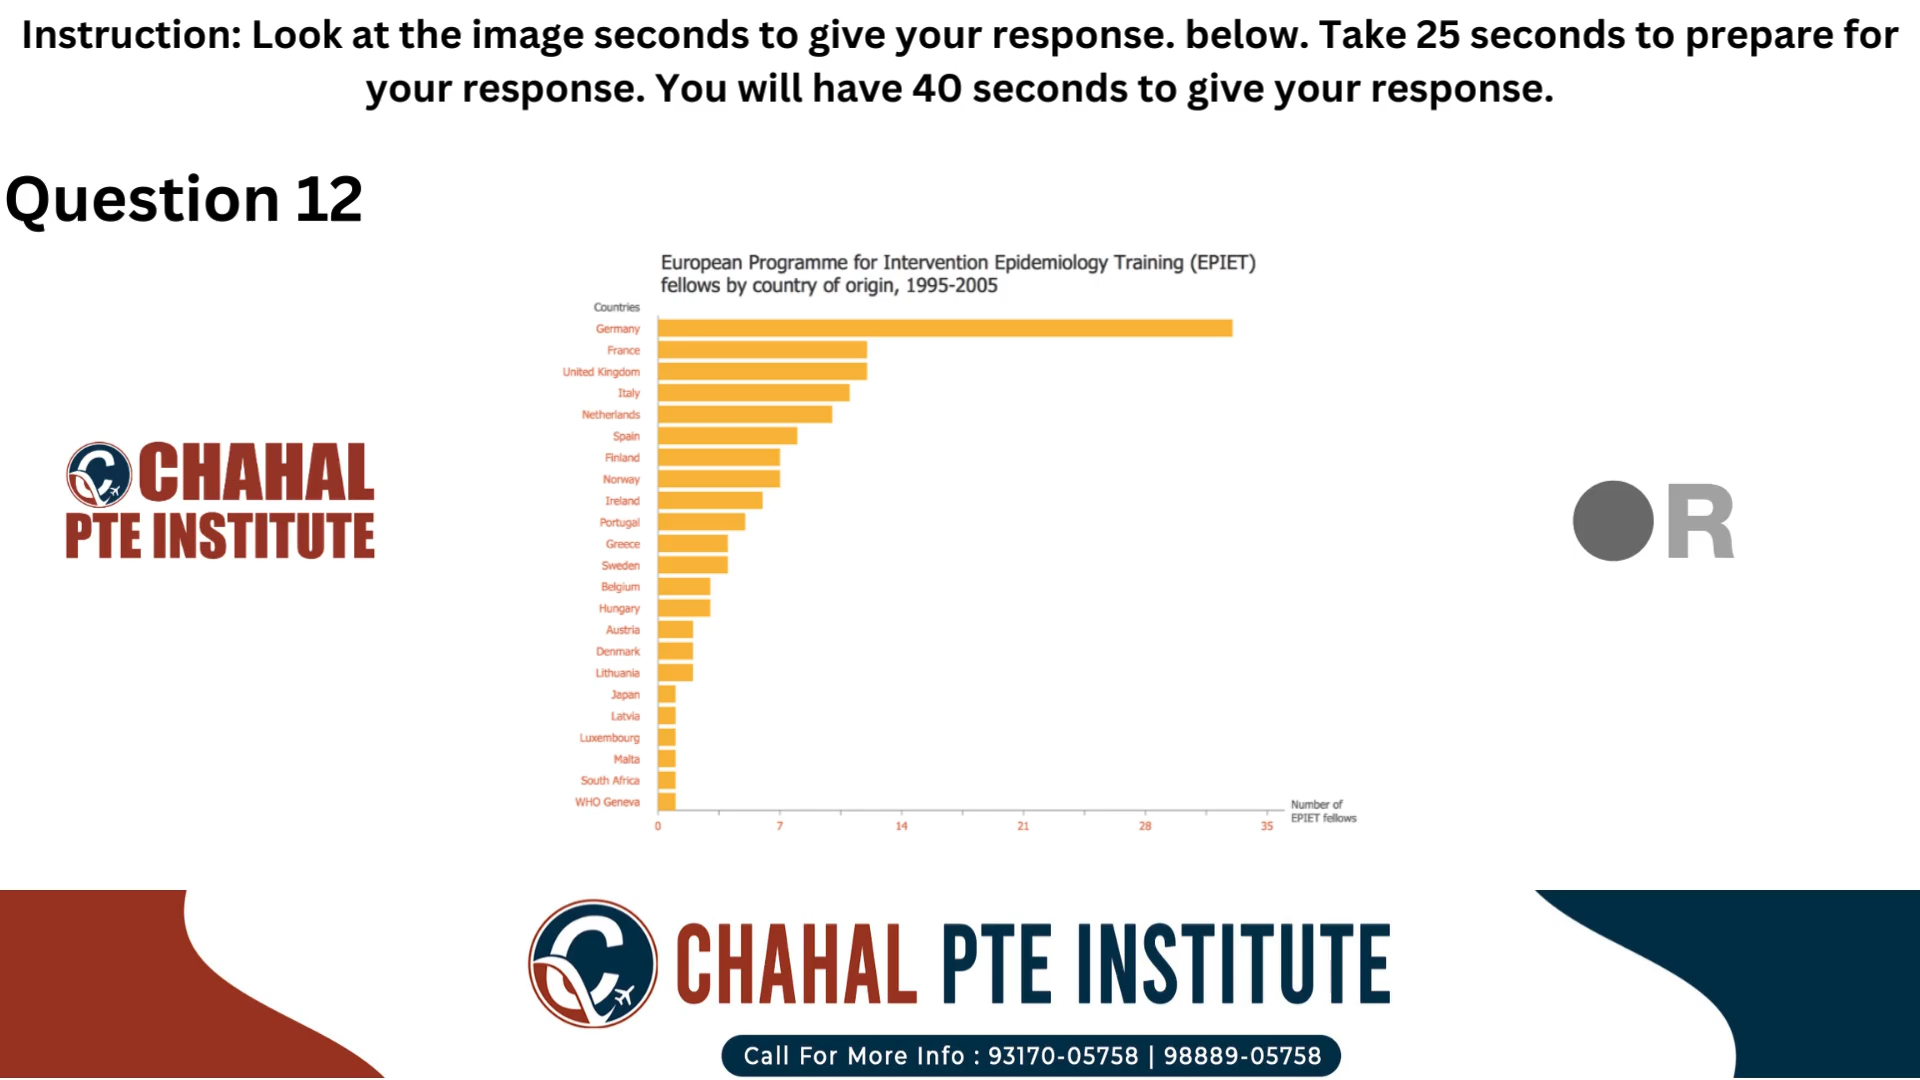 Instruction: Look at the image seconds to give your response. below. Take 25 seconds to prepare for
your response. You will have 40 seconds to give your response.
Question 12
European Programme for Intervention Epidemiology Training (EPIET)
fellows by country of origin, 1995-2005
Countries
Germany
France
United Kingdom
Italy
Netherlands
Spain
Finland
Norway
Ireland
Portugal
Greece
Sweden
Belgium
Hungary
Austria
Denmark
Lithuania
Japan
Latvia
Luxembourg
Malta
South Africa
WHO Geneva
0 7 14 21 28 35
Number of
EPIET fellows
CHAHAL
PTE INSTITUTE
R
CHAHAL PTE INSTITUTE
Call For More Info : 93170-05758 | 98889-05758